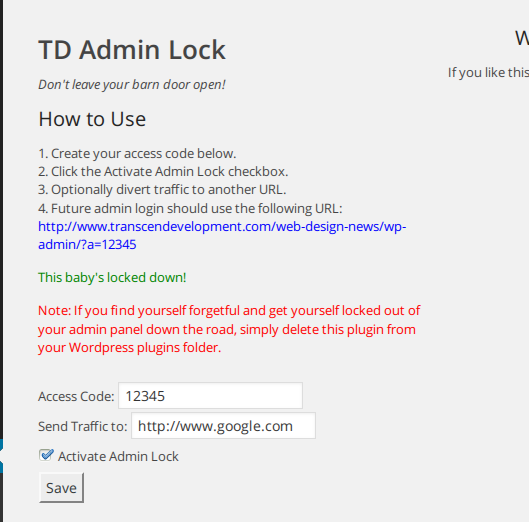 TD Admin Lock
Don't leave your barn door open!
How to Use
1. Create your access code below.
2. Click the Activate Admin Lock checkbox.
3. Optionally divert traffic to another URL.
4. Future admin login should use the following URL:
http://www.transcendevelopment.com/web-design-news/wp-
admin/?a=12345
This baby's locked down!
Note: If you find yourself forgetful and get yourself locked out of
your admin panel down the road, simply delete this plugin from
your Wordpress plugins folder.
Access Code: 12345
Send Traffic to: http://www.google.com
Activate Admin Lock
Save
W
If you like this